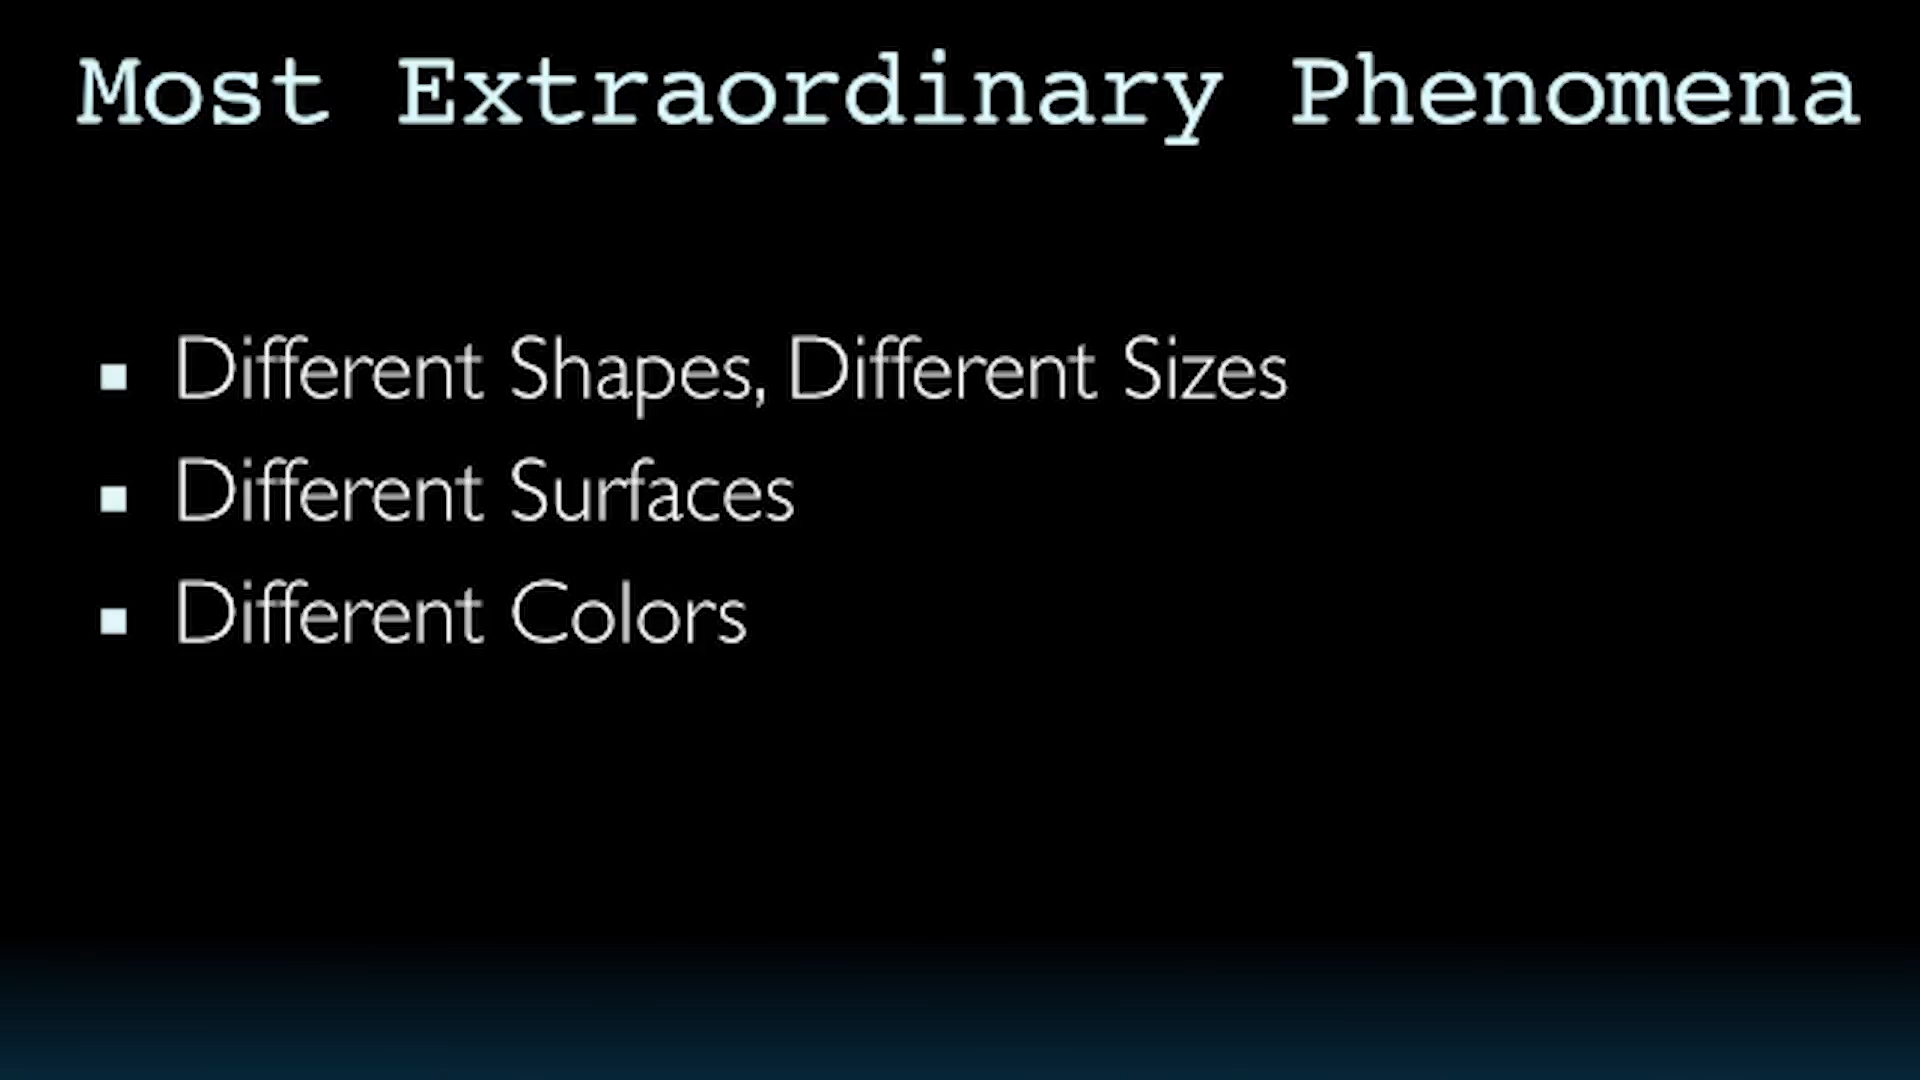 Most Extraordinary Phenomena
Different Shapes, Different Sizes
Different Surfaces
Different Colors